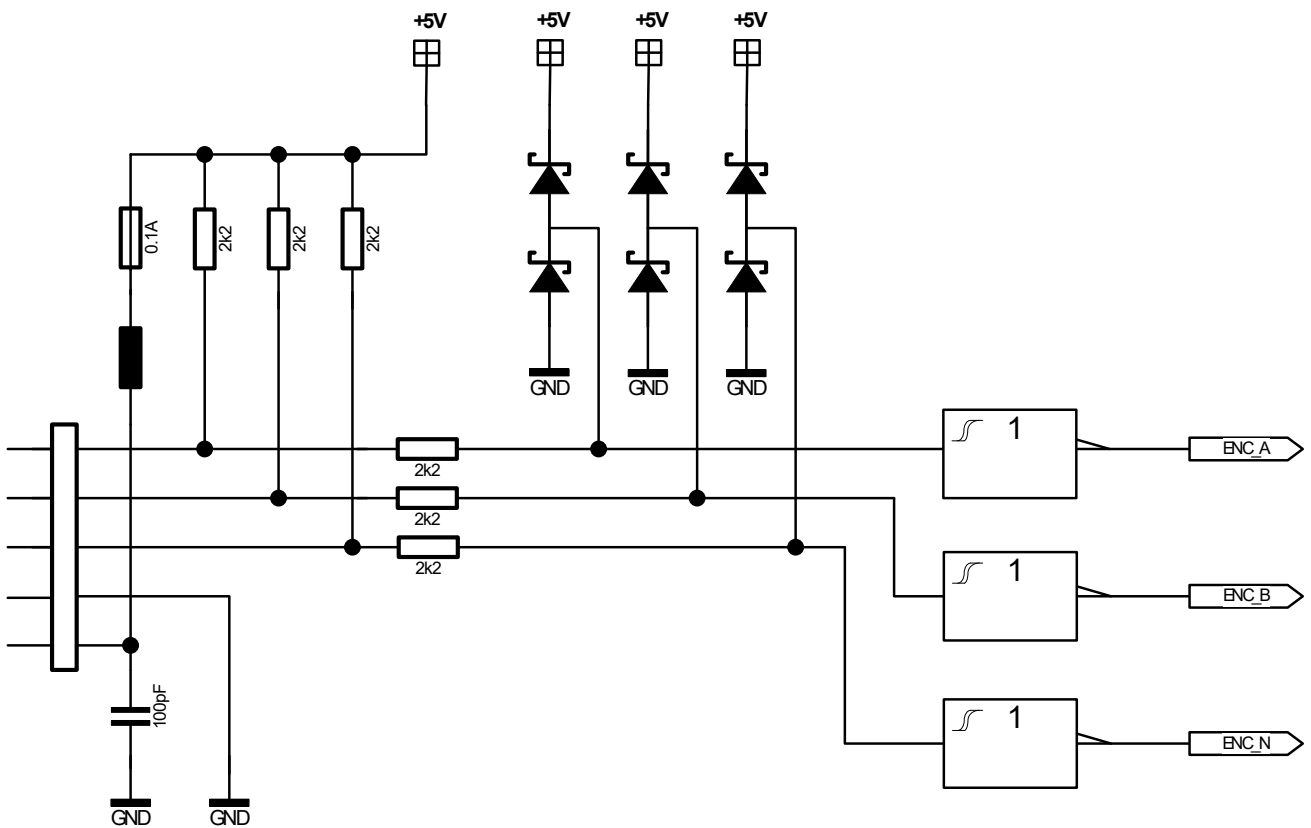 +5V
+5V
+5V
+5V
0.1A
2k2
2k2
2k2
GND
GND
GND
2k2
2k2
2k2
1
ENC_A
1
ENC_B
1
ENC_N
100pF
GND
GND